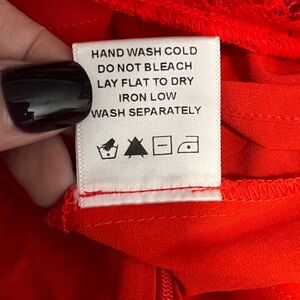 HAND WASH COLD
DO NOT BLEACH
LAY FLAT TO DRY
IRON LOW
WASH SEPARATELY